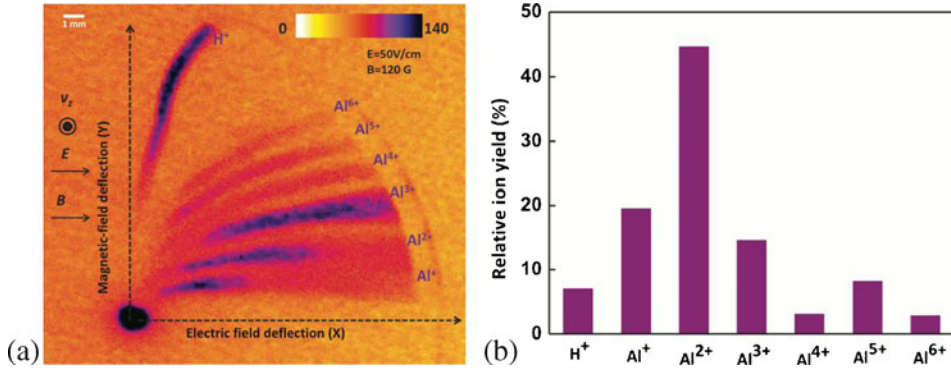 1 mm
0
140
E=50V/cm
B=120 G
H⁺
V_z
E
B
Magnetic-field deflection (Y)
Al⁶⁺
Al⁵⁺
Al⁴⁺
Al³⁺
Al²⁺
Al⁺
Electric field deflection (X)
(a)
Relative ion yield (%)
50
40
30
20
10
0
H⁺ Al⁺ Al²⁺ Al³⁺ Al⁴⁺ Al⁵⁺ Al⁶⁺
(b)